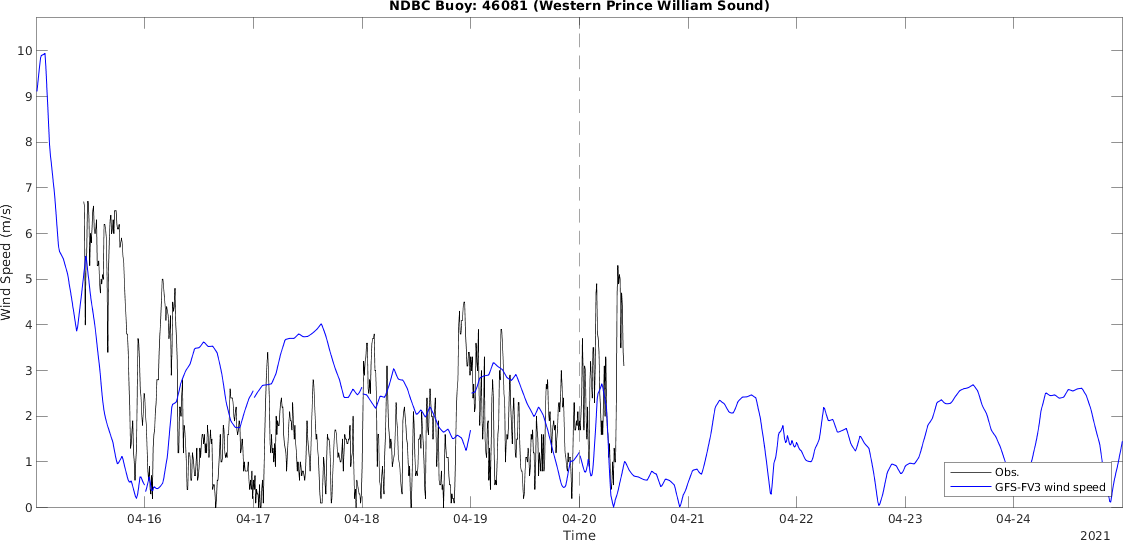 NDBC Buoy: 46081 (Western Prince William Sound)
10
9
8
7
6
5
4
3
2
1
0
Wind Speed (m/s)
Obs.
GFS-FV3 wind speed
04-16 04-17 04-18 04-19 04-20 04-21 04-22 04-23 04-24
Time
2021